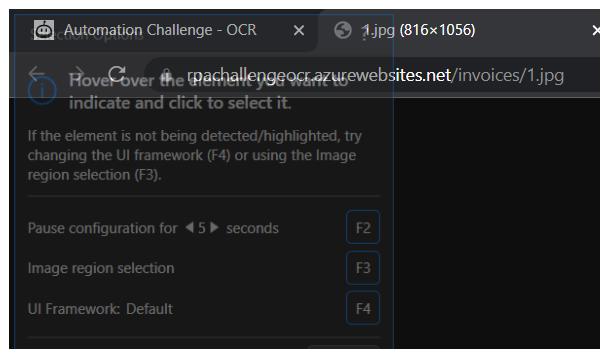 Selection Options
Automation Challenge - OCR
1.jpg (816×1056)
rpachallengeocr.azurewebsites.net/invoices/1.jpg
Hover over the element you want to
indicate and click to select it.
If the element is not being detected/highlighted, try
changing the UI framework (F4) or using the Image
region selection (F3).
Pause configuration for 5 seconds
F2
Image region selection
F3
UI Framework: Default
F4